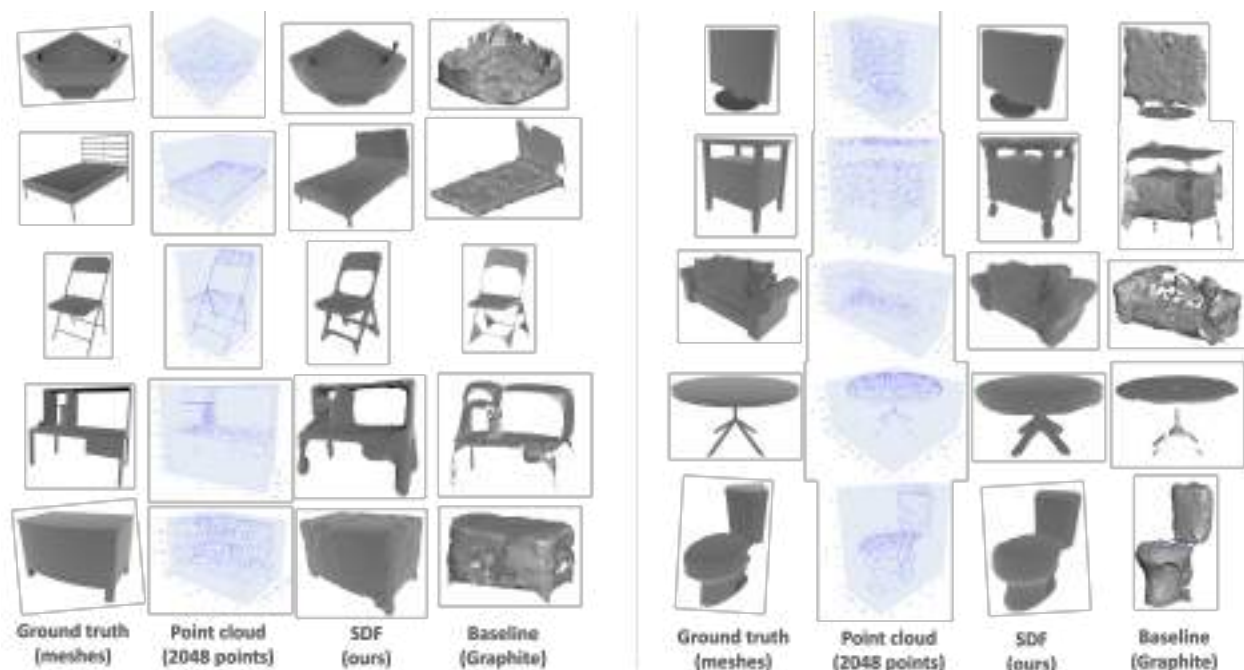 Ground truth Point cloud SDF Baseline
(meshes) (2048 points) (ours) (Graphite)
Ground truth Point cloud SDF Baseline
(meshes) (2048 points) (ours) (Graphite)